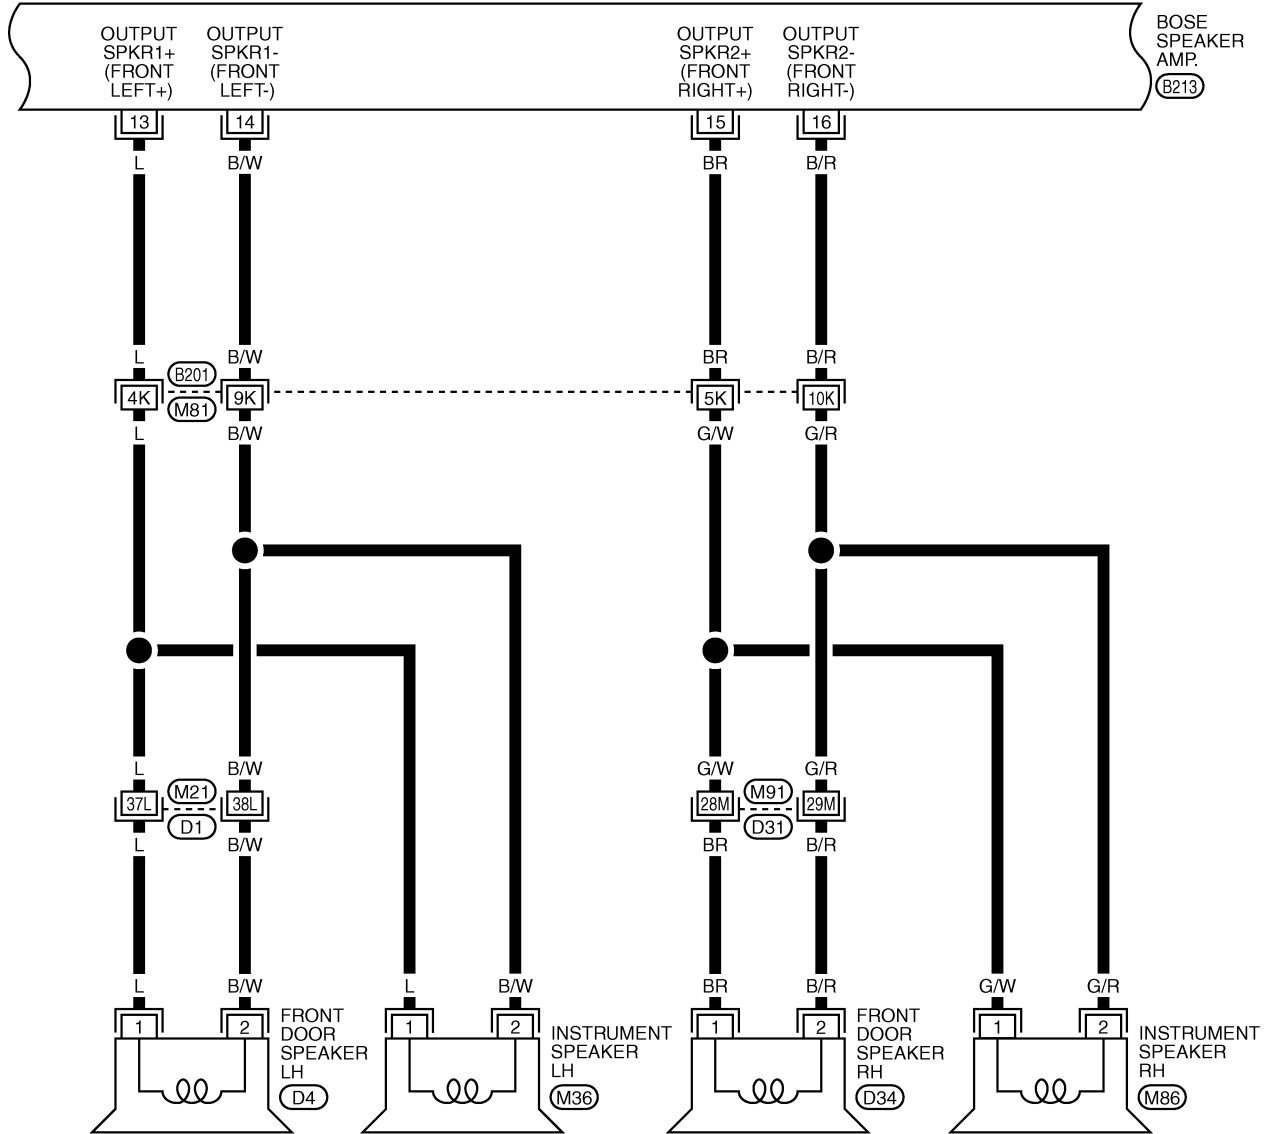 OUTPUT
SPKR1+
(FRONT
LEFT+)
OUTPUT
SPKR1-
(FRONT
LEFT-)
OUTPUT
SPKR2+
(FRONT
RIGHT+)
OUTPUT
SPKR2-
(FRONT
RIGHT-)
BOSE
SPEAKER
AMP.
B213
13 14 15 16
L B/W BR B/R
L B/W BR B/R
B201
4K 9K 5K 10K
M81
L B/W G/W G/R
L B/W G/W G/R
M21 M91
37L 38L 28M 29M
D1 D31
L B/W BR B/R
L B/W L B/W BR B/R G/W G/R
1 2 1 2 1 2 1 2
FRONT
DOOR
SPEAKER
LH
D4
INSTRUMENT
SPEAKER
LH
M36
FRONT
DOOR
SPEAKER
RH
D34
INSTRUMENT
SPEAKER
RH
M86